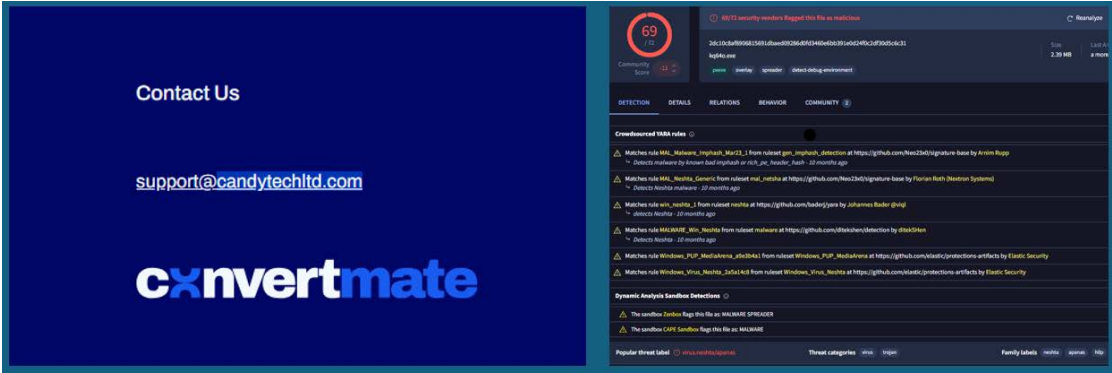 Contact Us
support@candytechltd.com
cxnvertmate
69
/ 72
Community
Score
-11
69/72 security vendors flagged this file as malicious
Reanalyze
kq64o.exe
Size
2.39 MB
a mom
peexe overlay spreader detect-debug-environment
DETECTION DETAILS RELATIONS BEHAVIOR COMMUNITY 2
Crowdsourced YARA rules
Matches rule MAL_Malware_Imphash_Mar23_1 from ruleset gen_imphash_detection at https://github.com/Neo23x0/signature-base by Arnim Rupp
Detects malware by known bad imphash or rich_pe_header_hash - 10 months ago
Matches rule MAL_Neshta_Generic from ruleset mal_netsha at https://github.com/Neo23x0/signature-base by Florian Roth (Nextron Systems)
Detects Neshta malware - 10 months ago
Matches rule win_neshta_1 from ruleset neshta at https://github.com/baderj/yara by Johannes Bader @viql
detects Neshta - 10 months ago
Matches rule MALWARE_Win_Neshta from ruleset malware at https://github.com/ditekshen/detection by ditekSHen
Detects Neshta - 10 months ago
Matches rule Windows_PUP_MediaArena_a9e3b4a1 from ruleset Windows_PUP_MediaArena at https://github.com/elastic/protections-artifacts by Elastic Security
Matches rule Windows_Virus_Neshta_2a5a14c8 from ruleset Windows_Virus_Neshta at https://github.com/elastic/protections-artifacts by Elastic Security
Dynamic Analysis Sandbox Detections
The sandbox Zenbox flags this file as: MALWARE SPREADER
The sandbox CAPE Sandbox flags this file as: MALWARE
Popular threat label virus.neshta/apanas
Threat categories virus trojan
Family labels neshta apanas hllp